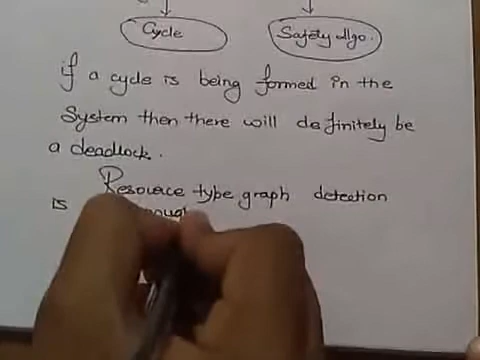 Cycle
Safety Algo.
if a cycle is being formed in the
System then there will definitely be
a deadlock.
Resource type graph detection
is